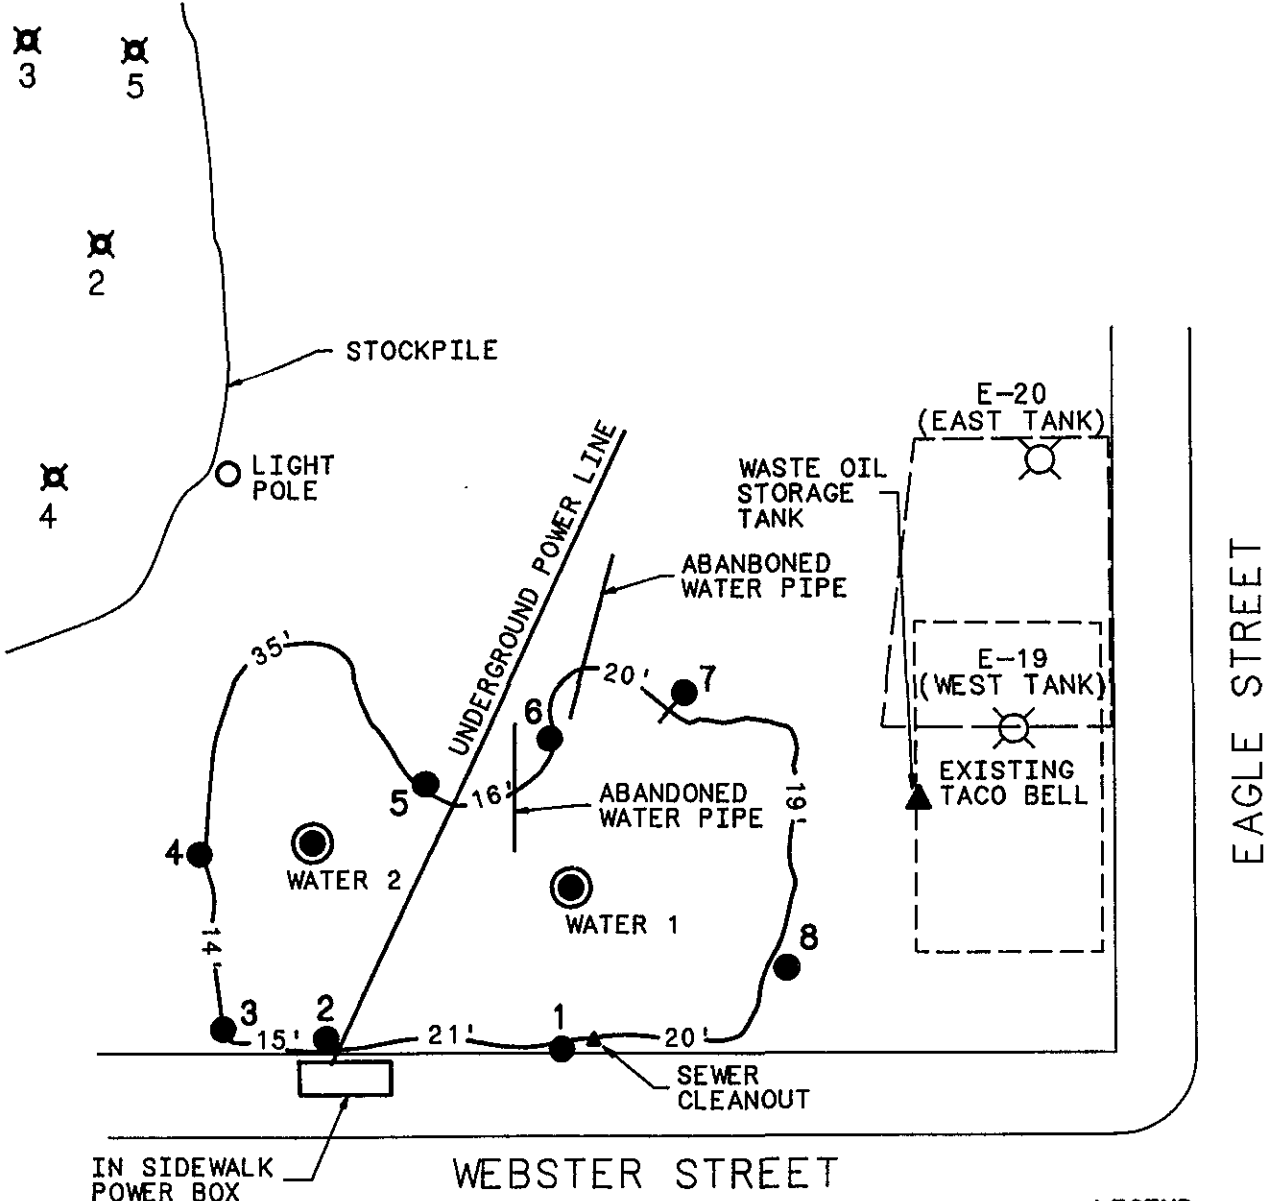 3
5
2
STOCKPILE
4
LIGHT
POLE
UNDERGROUND POWER LINE
E-20
(EAST TANK)
WASTE OIL
STORAGE
TANK
ABANBONED
WATER PIPE
35'
20'
7
6
E-19
(WEST TANK)
5
16'
ABANDONED
WATER PIPE
19'
EXISTING
TACO BELL
EAGLE STREET
4
WATER 2
WATER 1
14'
8
3
2
1
15'
21'
20'
SEWER
CLEANOUT
IN SIDEWALK
POWER BOX
WEBSTER STREET